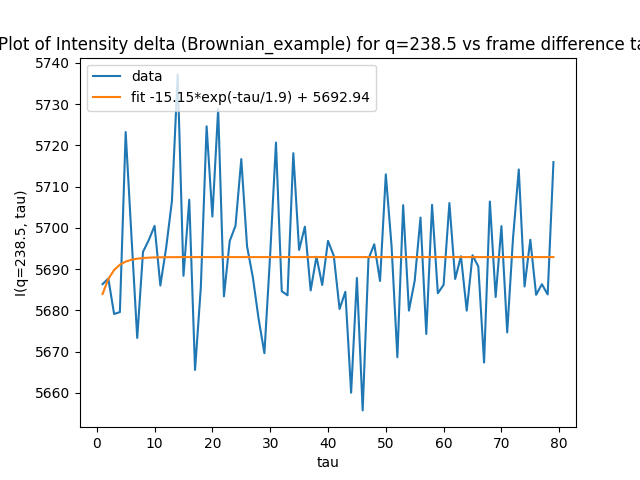 Plot of Intensity delta (Brownian_example) for q=238.5 vs frame difference ta
data
fit -15.15*exp(-tau/1.9) + 5692.94
I(q=238.5, tau)
5740
5730
5720
5710
5700
5690
5680
5670
5660
0 10 20 30 40 50 60 70 80
tau